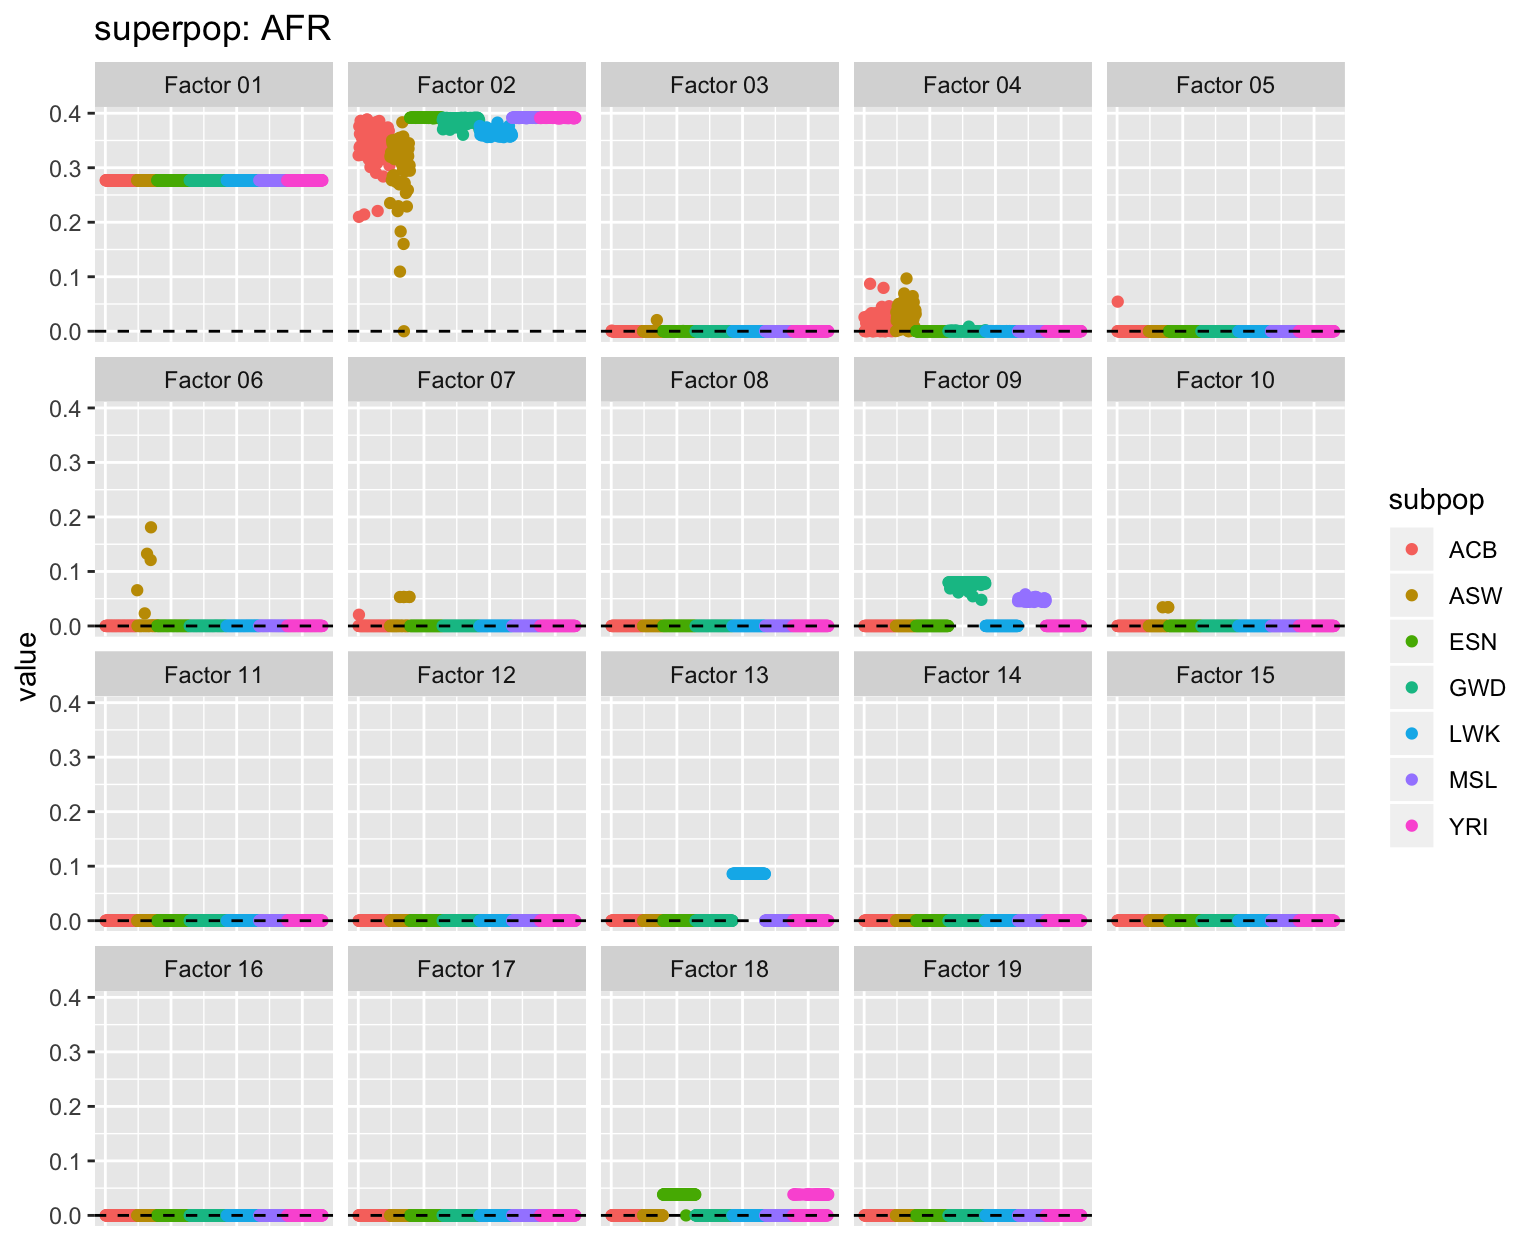 superpop: AFR
Factor 01 Factor 02 Factor 03 Factor 04 Factor 05
0.4
0.3
0.2
0.1
0.0
Factor 06 Factor 07 Factor 08 Factor 09 Factor 10
0.4
0.3
0.2
0.1
0.0
Factor 11 Factor 12 Factor 13 Factor 14 Factor 15
0.4
0.3
0.2
0.1
0.0
Factor 16 Factor 17 Factor 18 Factor 19
0.4
0.3
0.2
0.1
0.0
value
subpop
ACB
ASW
ESN
GWD
LWK
MSL
YRI